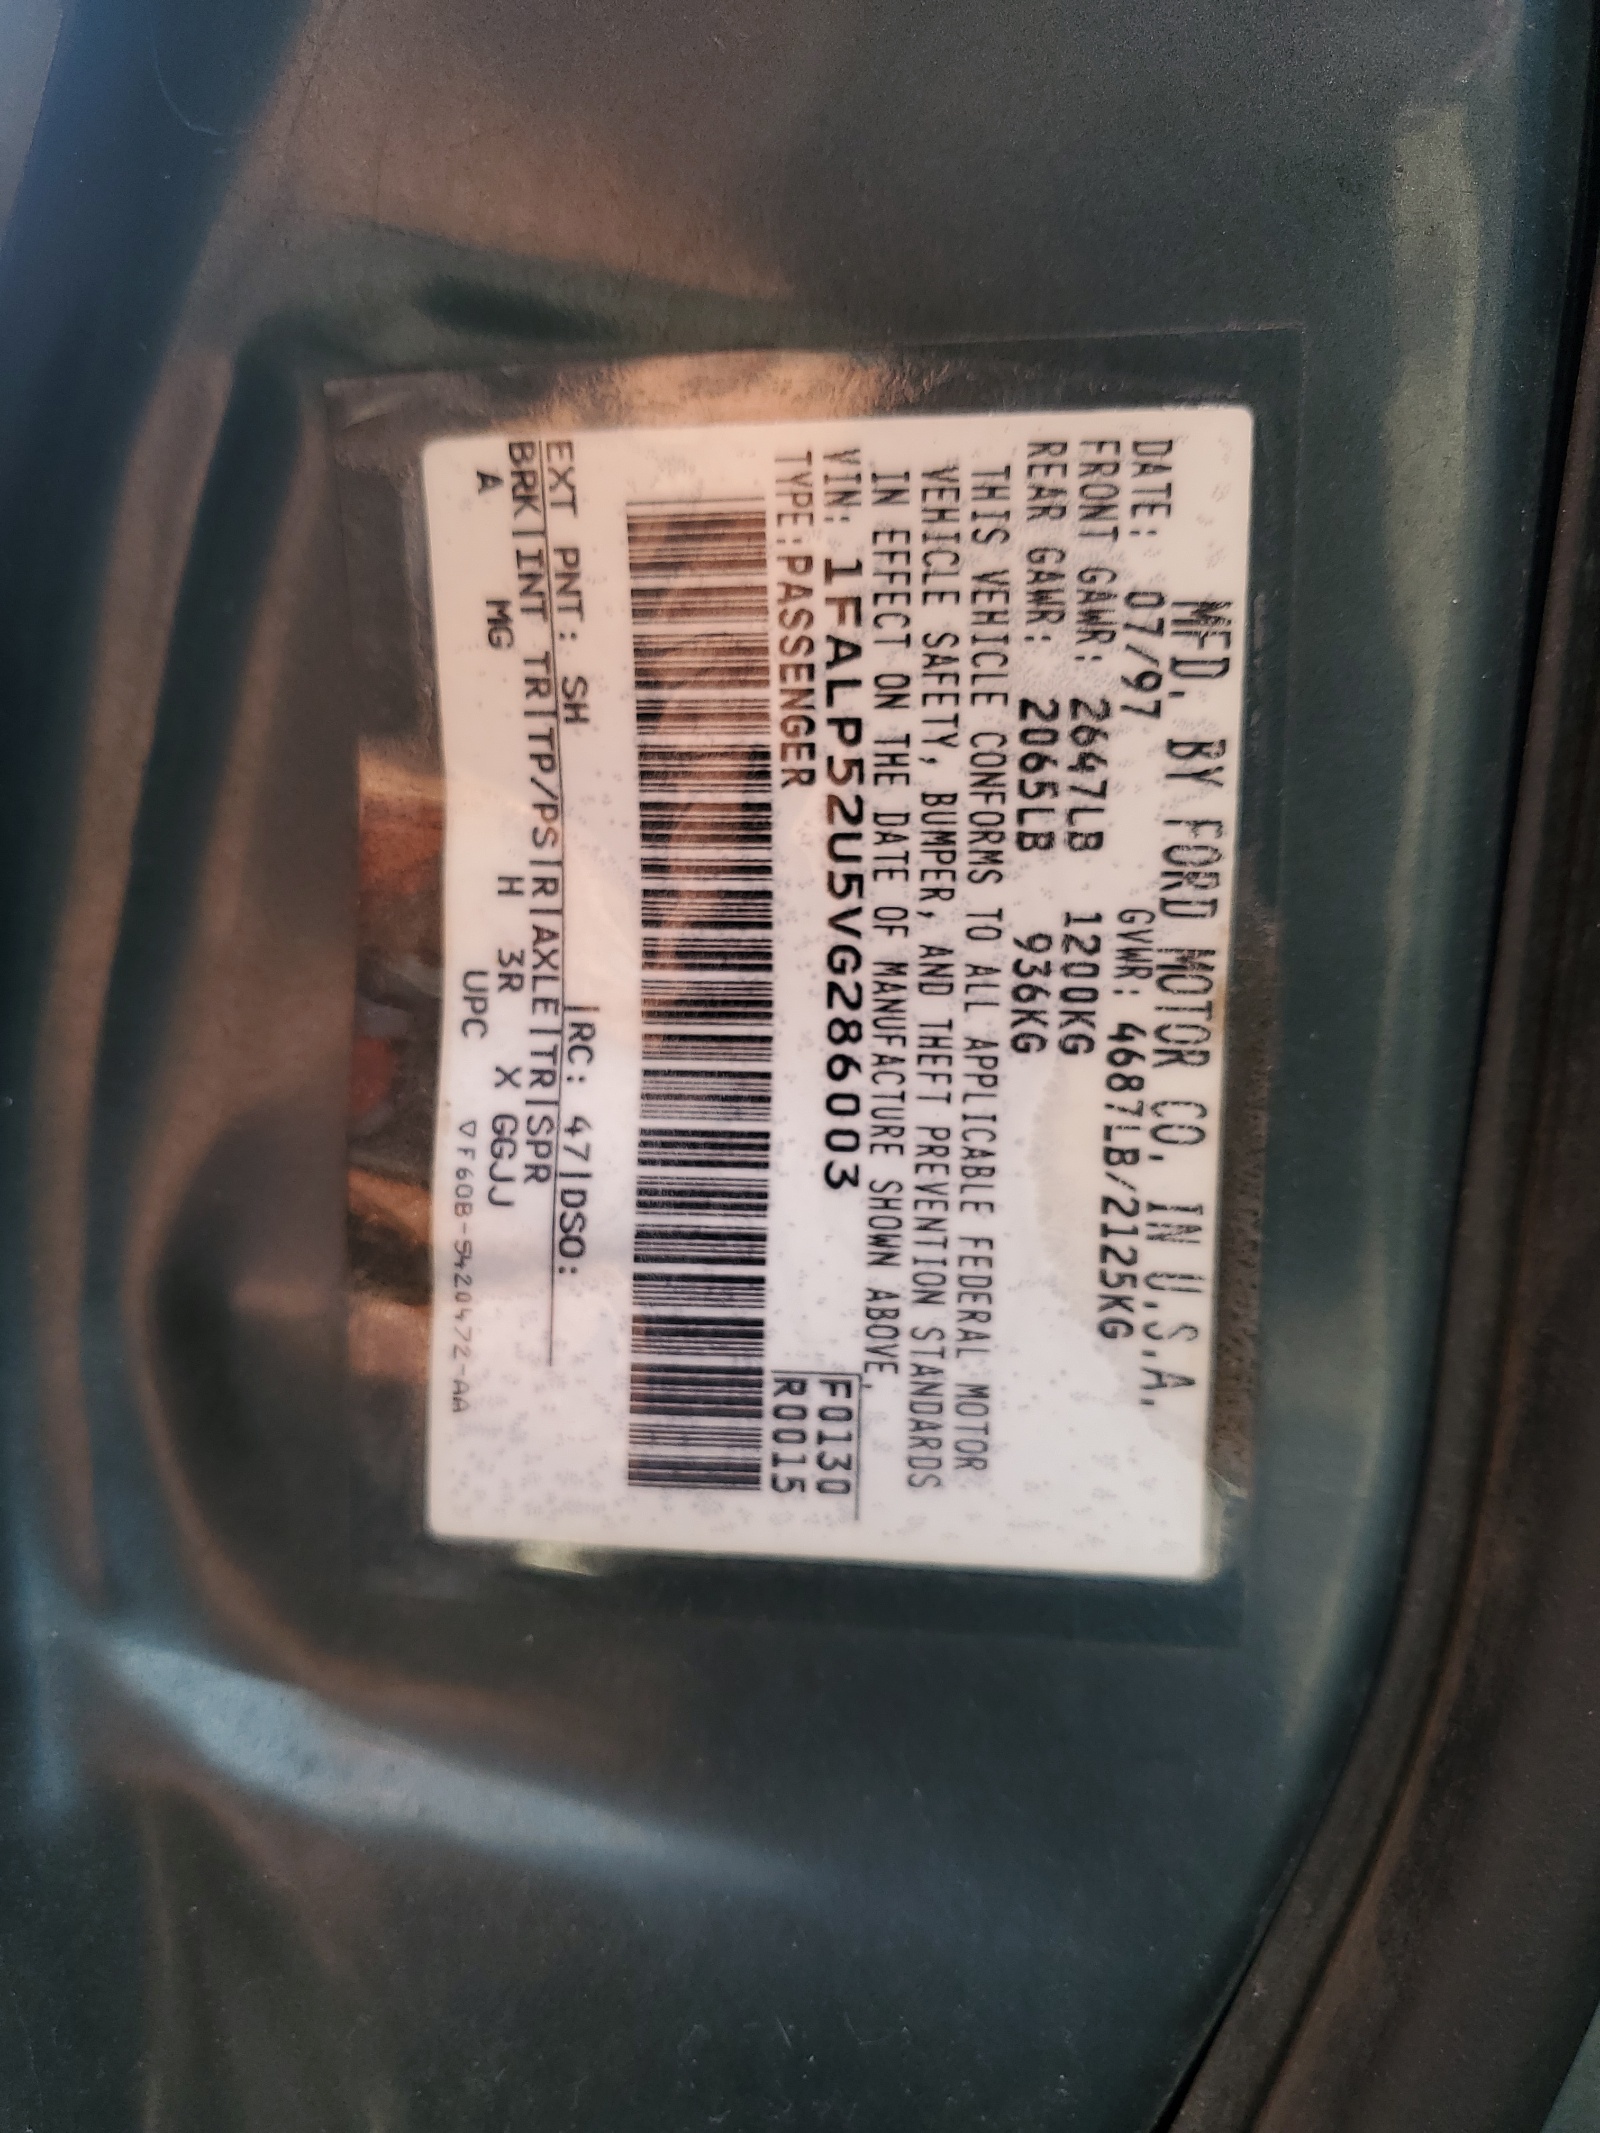 MFD. BY FORD MOTOR CO. IN U.S.A.
DATE: 07/97 GVWR: 4687LB/2125KG
FRONT GAWR: 2647LB 1200KG
REAR GAWR: 2065LB 936KG
THIS VEHICLE CONFORMS TO ALL APPLICABLE FEDERAL MOTOR
VEHICLE SAFETY, BUMPER, AND THEFT PREVENTION STANDARDS
IN EFFECT ON THE DATE OF MANUFACTURE SHOWN ABOVE.
VIN: 1FALP52U5VG286003 F0130
TYPE: PASSENGER R0015
EXT PNT: SH |RC: 47|DSO:
BRK|INT TR|TP/PS|R|AXLE|TR|SPR
A MG H 3R X GGJJ
UPC ▽F60B-5420472-AA